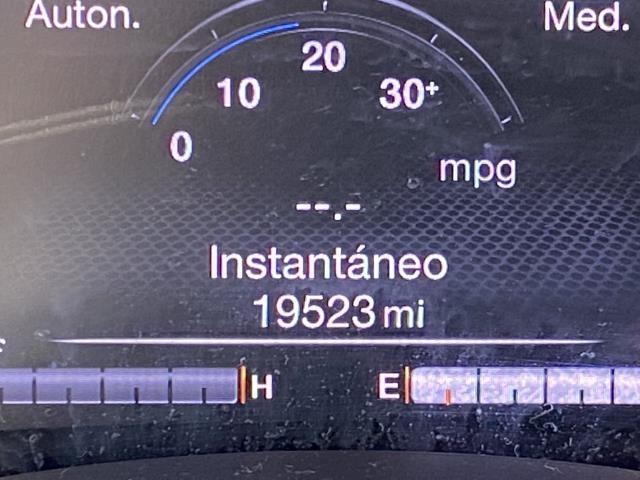 Auton. Med.
20
10 30+
0
mpg
--.-
Instantáneo
19523 mi
H E